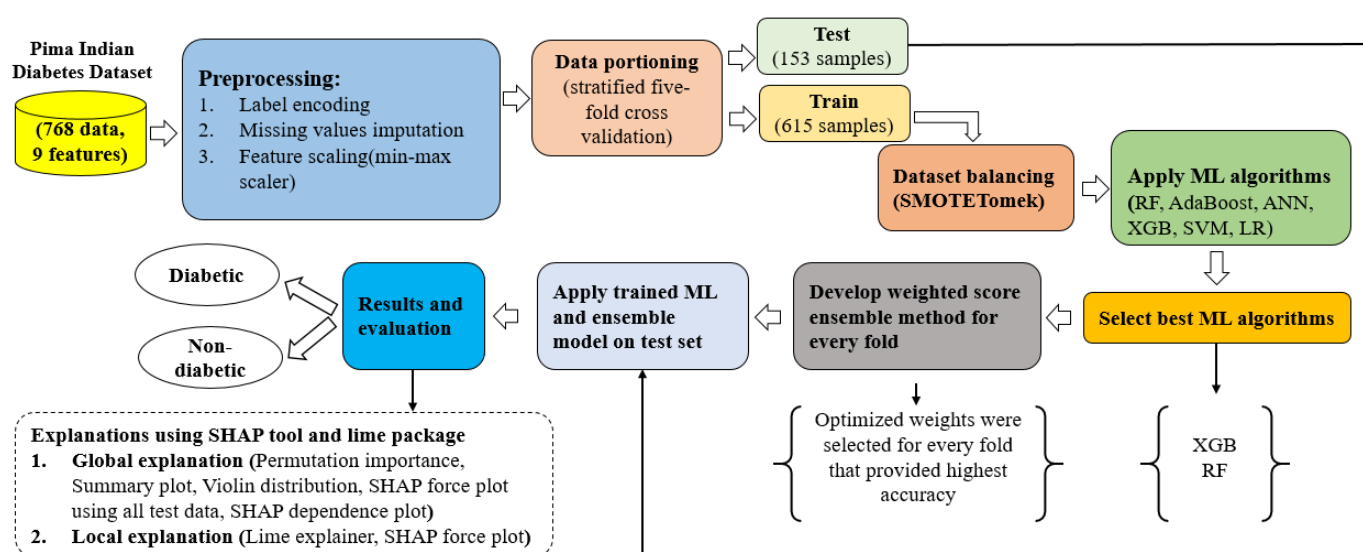 Pima Indian
Diabetes Dataset
(768 data,
9 features)
Preprocessing:
1. Label encoding
2. Missing values imputation
3. Feature scaling(min-max
scaler)
Data portioning
(stratified five-
fold cross
validation)
Test
(153 samples)
Train
(615 samples)
Dataset balancing
(SMOTETomek)
Apply ML algorithms
(RF, AdaBoost, ANN,
XGB, SVM, LR)
Select best ML algorithms
XGB
RF
Develop weighted score
ensemble method for
every fold
Optimized weights were
selected for every fold
that provided highest
accuracy
Apply trained ML
and ensemble
model on test set
Results and
evaluation
Diabetic
Non-
diabetic
Explanations using SHAP tool and lime package
1. Global explanation (Permutation importance,
Summary plot, Violin distribution, SHAP force plot
using all test data, SHAP dependence plot)
2. Local explanation (Lime explainer, SHAP force plot)